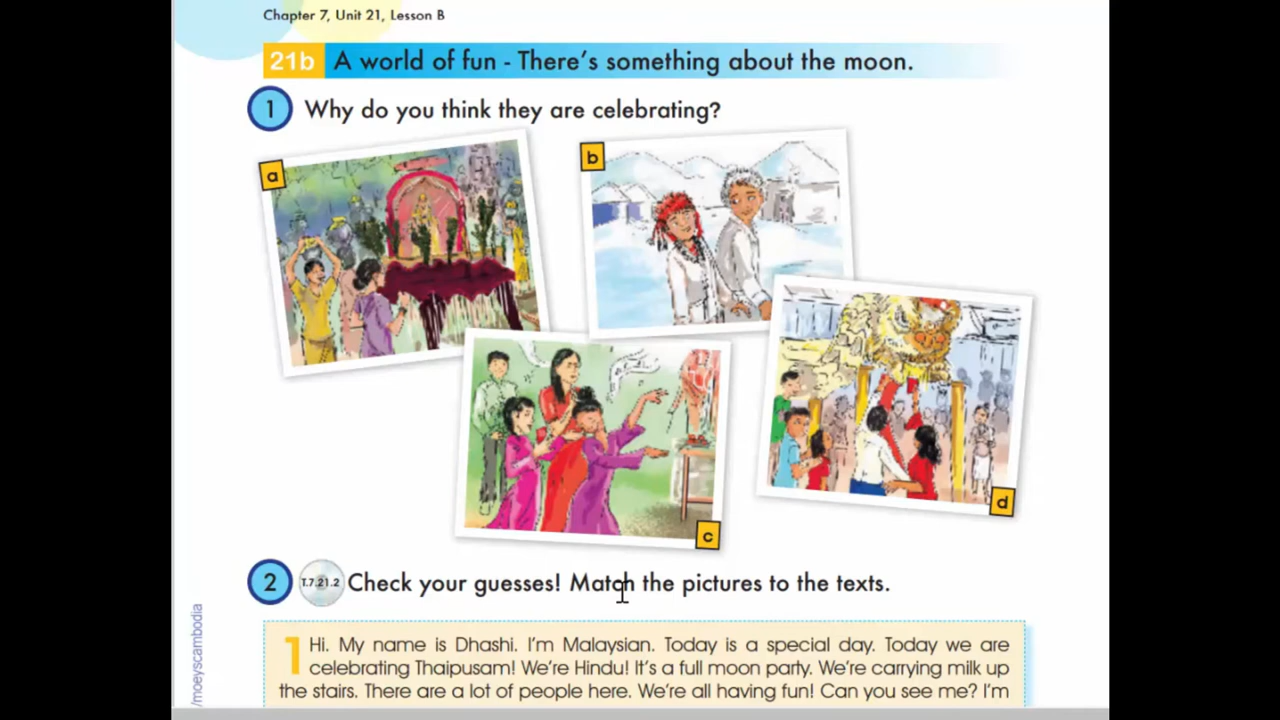 Chapter 7, Unit 21, Lesson B
21b A world of fun - There's something about the moon.
1 Why do you think they are celebrating?
a
b
c
d
2 T.7.21.2 Check your guesses! Match the pictures to the texts.
1 Hi. My name is Dhashi. I'm Malaysian. Today is a special day. Today we are
celebrating Thaipusam! We're Hindu! It's a full moon party. We're carrying milk up
the stairs. There are a lot of people here. We're all having fun! Can you see me? I'm
/moeyscambodia